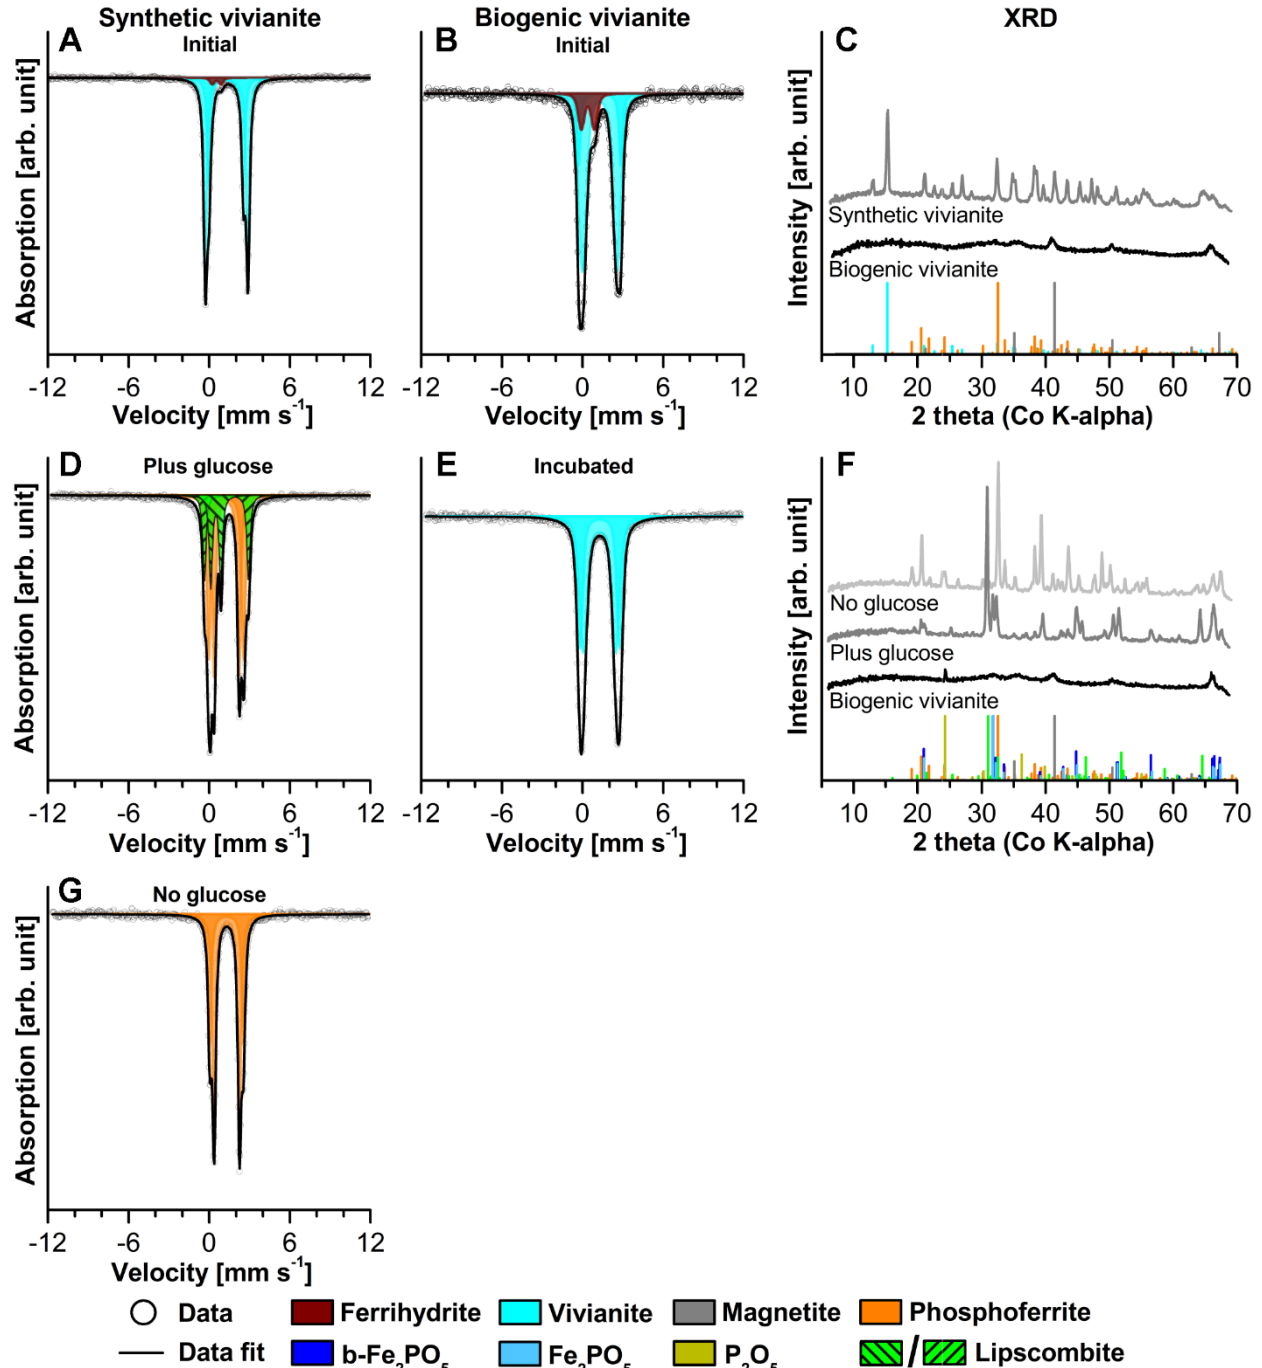 Synthetic vivianite
Biogenic vivianite
XRD
A
Initial
B
Initial
C
Absorption [arb. unit]
Intensity [arb. unit]
Synthetic vivianite
Biogenic vivianite
-12 -6 0 6 12
-12 -6 0 6 12
10 20 30 40 50 60 70
Velocity [mm s⁻¹]
Velocity [mm s⁻¹]
2 theta (Co K-alpha)
D
Plus glucose
E
Incubated
F
Absorption [arb. unit]
Intensity [arb. unit]
No glucose
Plus glucose
Biogenic vivianite
-12 -6 0 6 12
-12 -6 0 6 12
10 20 30 40 50 60 70
Velocity [mm s⁻¹]
Velocity [mm s⁻¹]
2 theta (Co K-alpha)
G
No glucose
Absorption [arb. unit]
-12 -6 0 6 12
Velocity [mm s⁻¹]
Data Ferrihydrite Vivianite Magnetite Phosphoferrite
Data fit b-Fe₂PO₅ Fe₂PO₅ P₂O₅ / Lipscombite